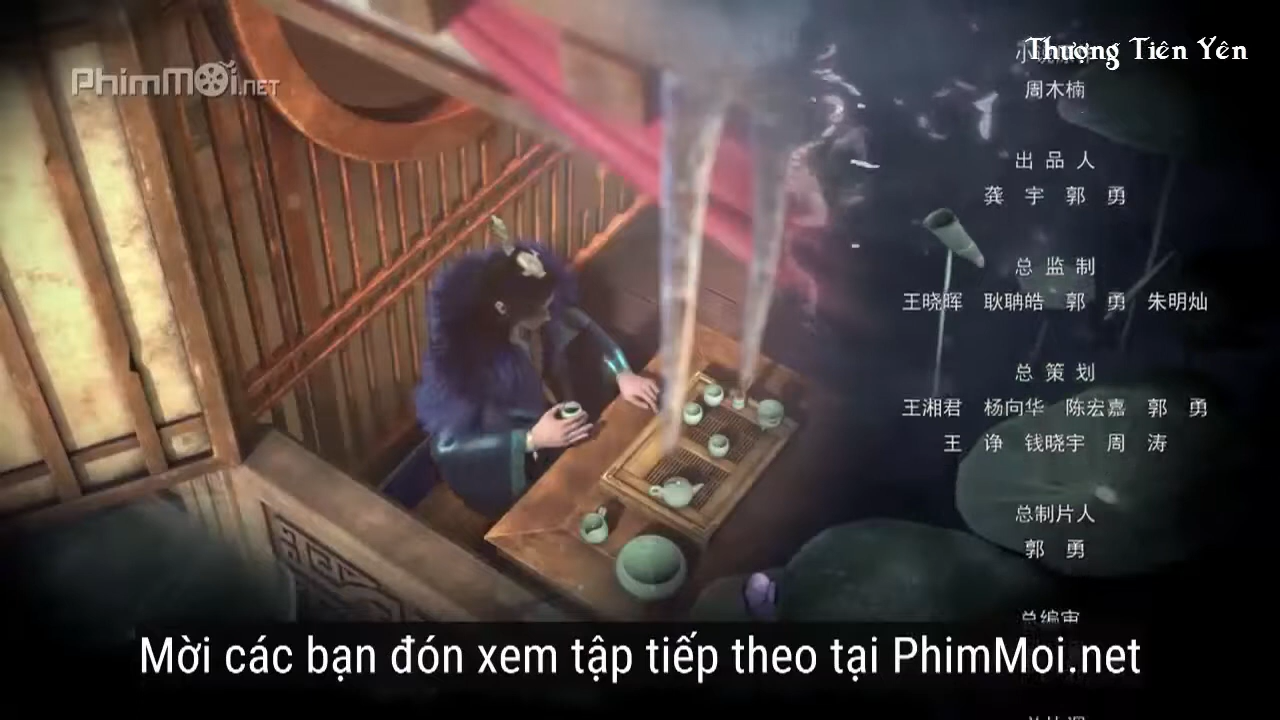 Thượng Tiên Yên
PhimMoi.NET
周木楠
出品人
龚 宇 郭 勇
总监制
王晓晖 耿聃皓 郭 勇 朱明灿
总策划
王湘君 杨向华 陈宏嘉 郭 勇
王 诤 钱晓宇 周 涛
总制片人
郭 勇
总编审
Mời các bạn đón xem tập tiếp theo tại PhimMoi.net